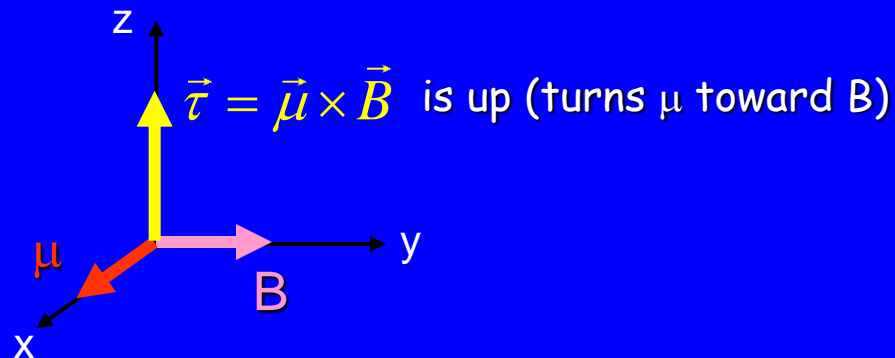 z
τ⃗ = μ⃗ × B⃗ is up (turns μ toward B)
y
μ
B
x